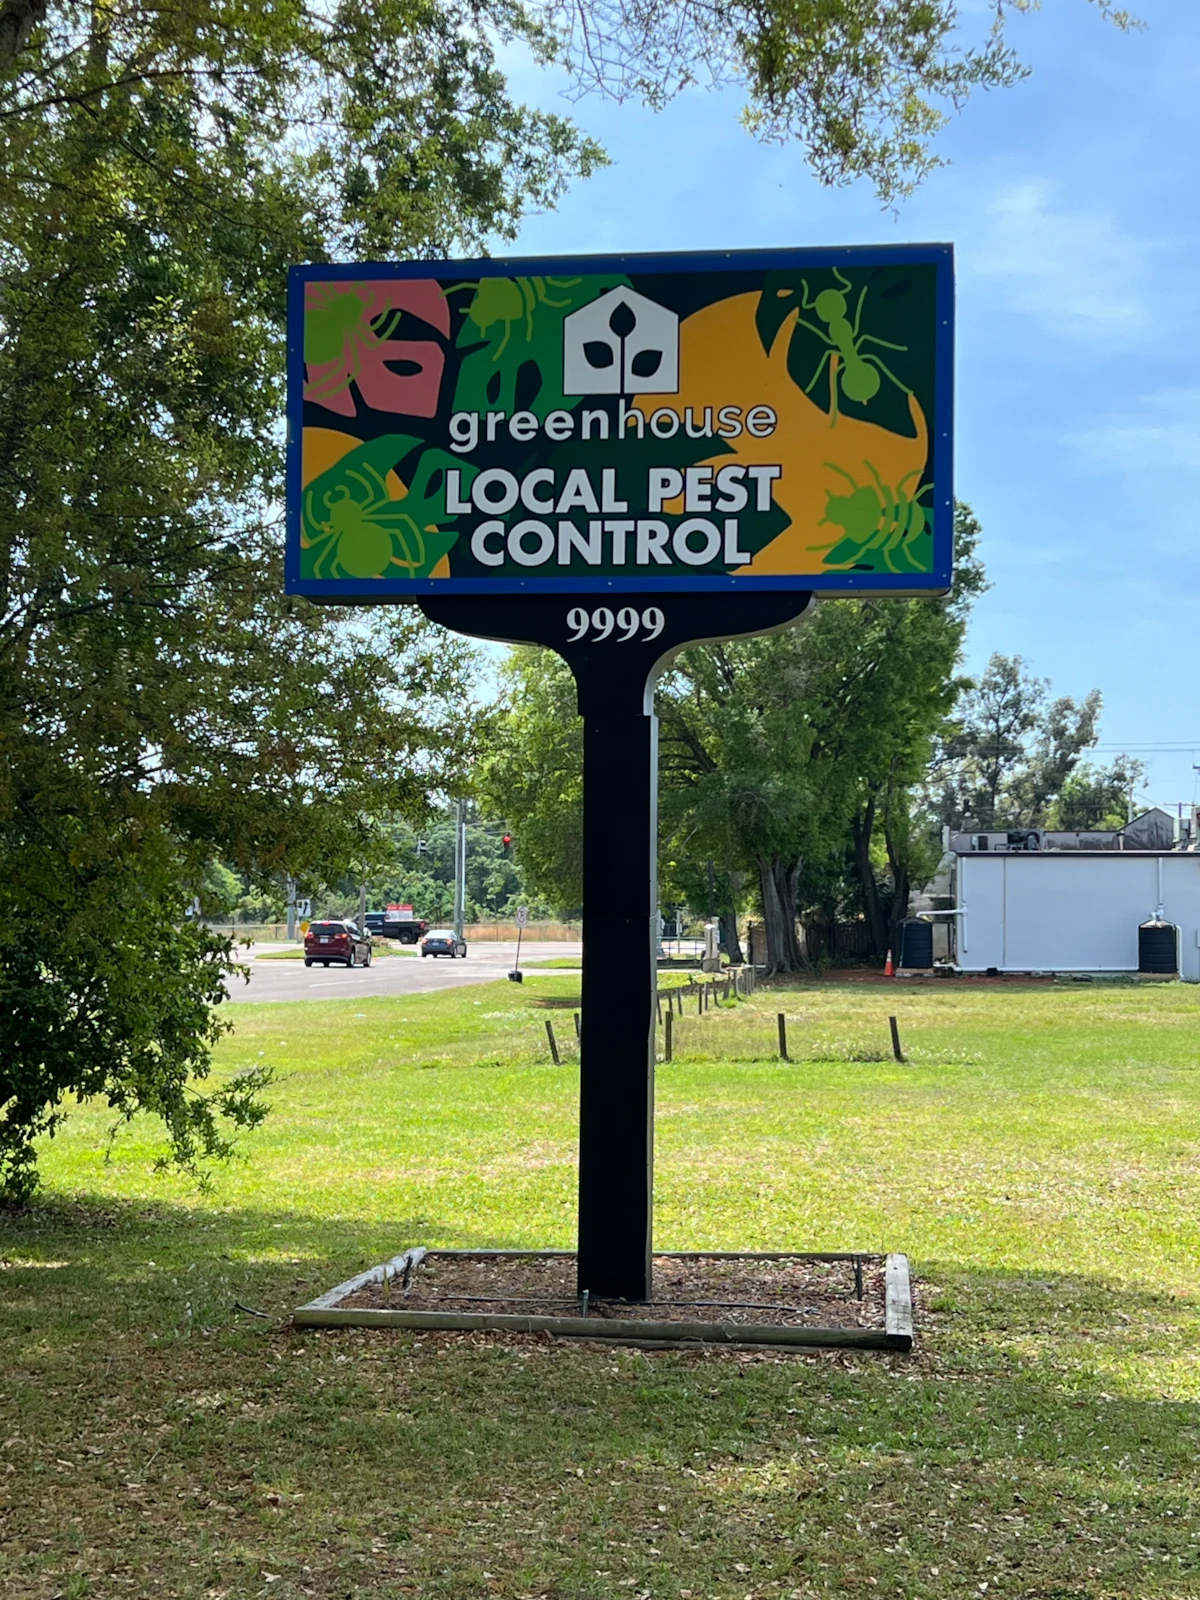 greenhouse
LOCAL PEST
CONTROL
9999